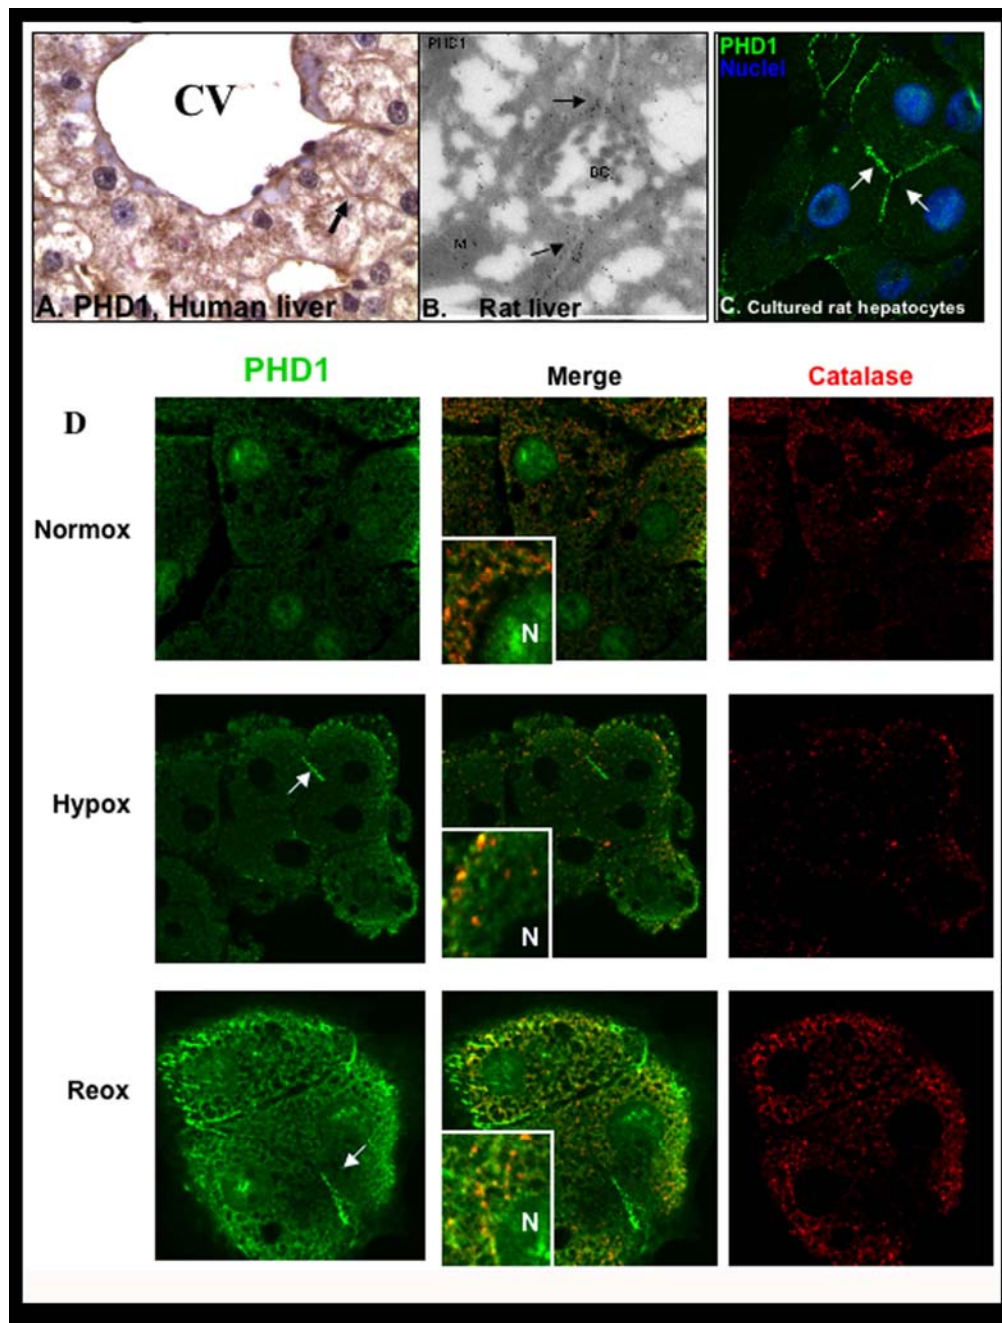 CV
A. PHD1, Human liver
PHD1
BC
M
B. Rat liver
PHD1
Nuclei
C. Cultured rat hepatocytes
PHD1 Merge Catalase
D
Normox
N
Hypox
N
Reox
N